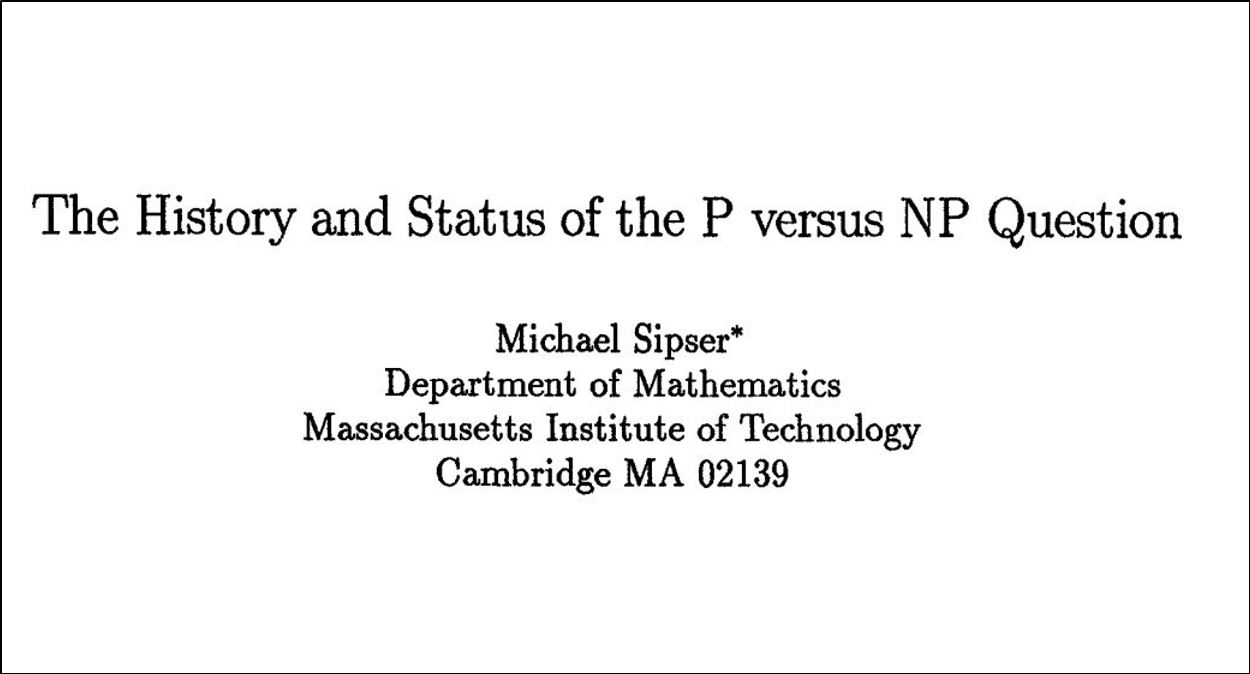 The History and Status of the P versus NP Question
Michael Sipser*
Department of Mathematics
Massachusetts Institute of Technology
Cambridge MA 02139